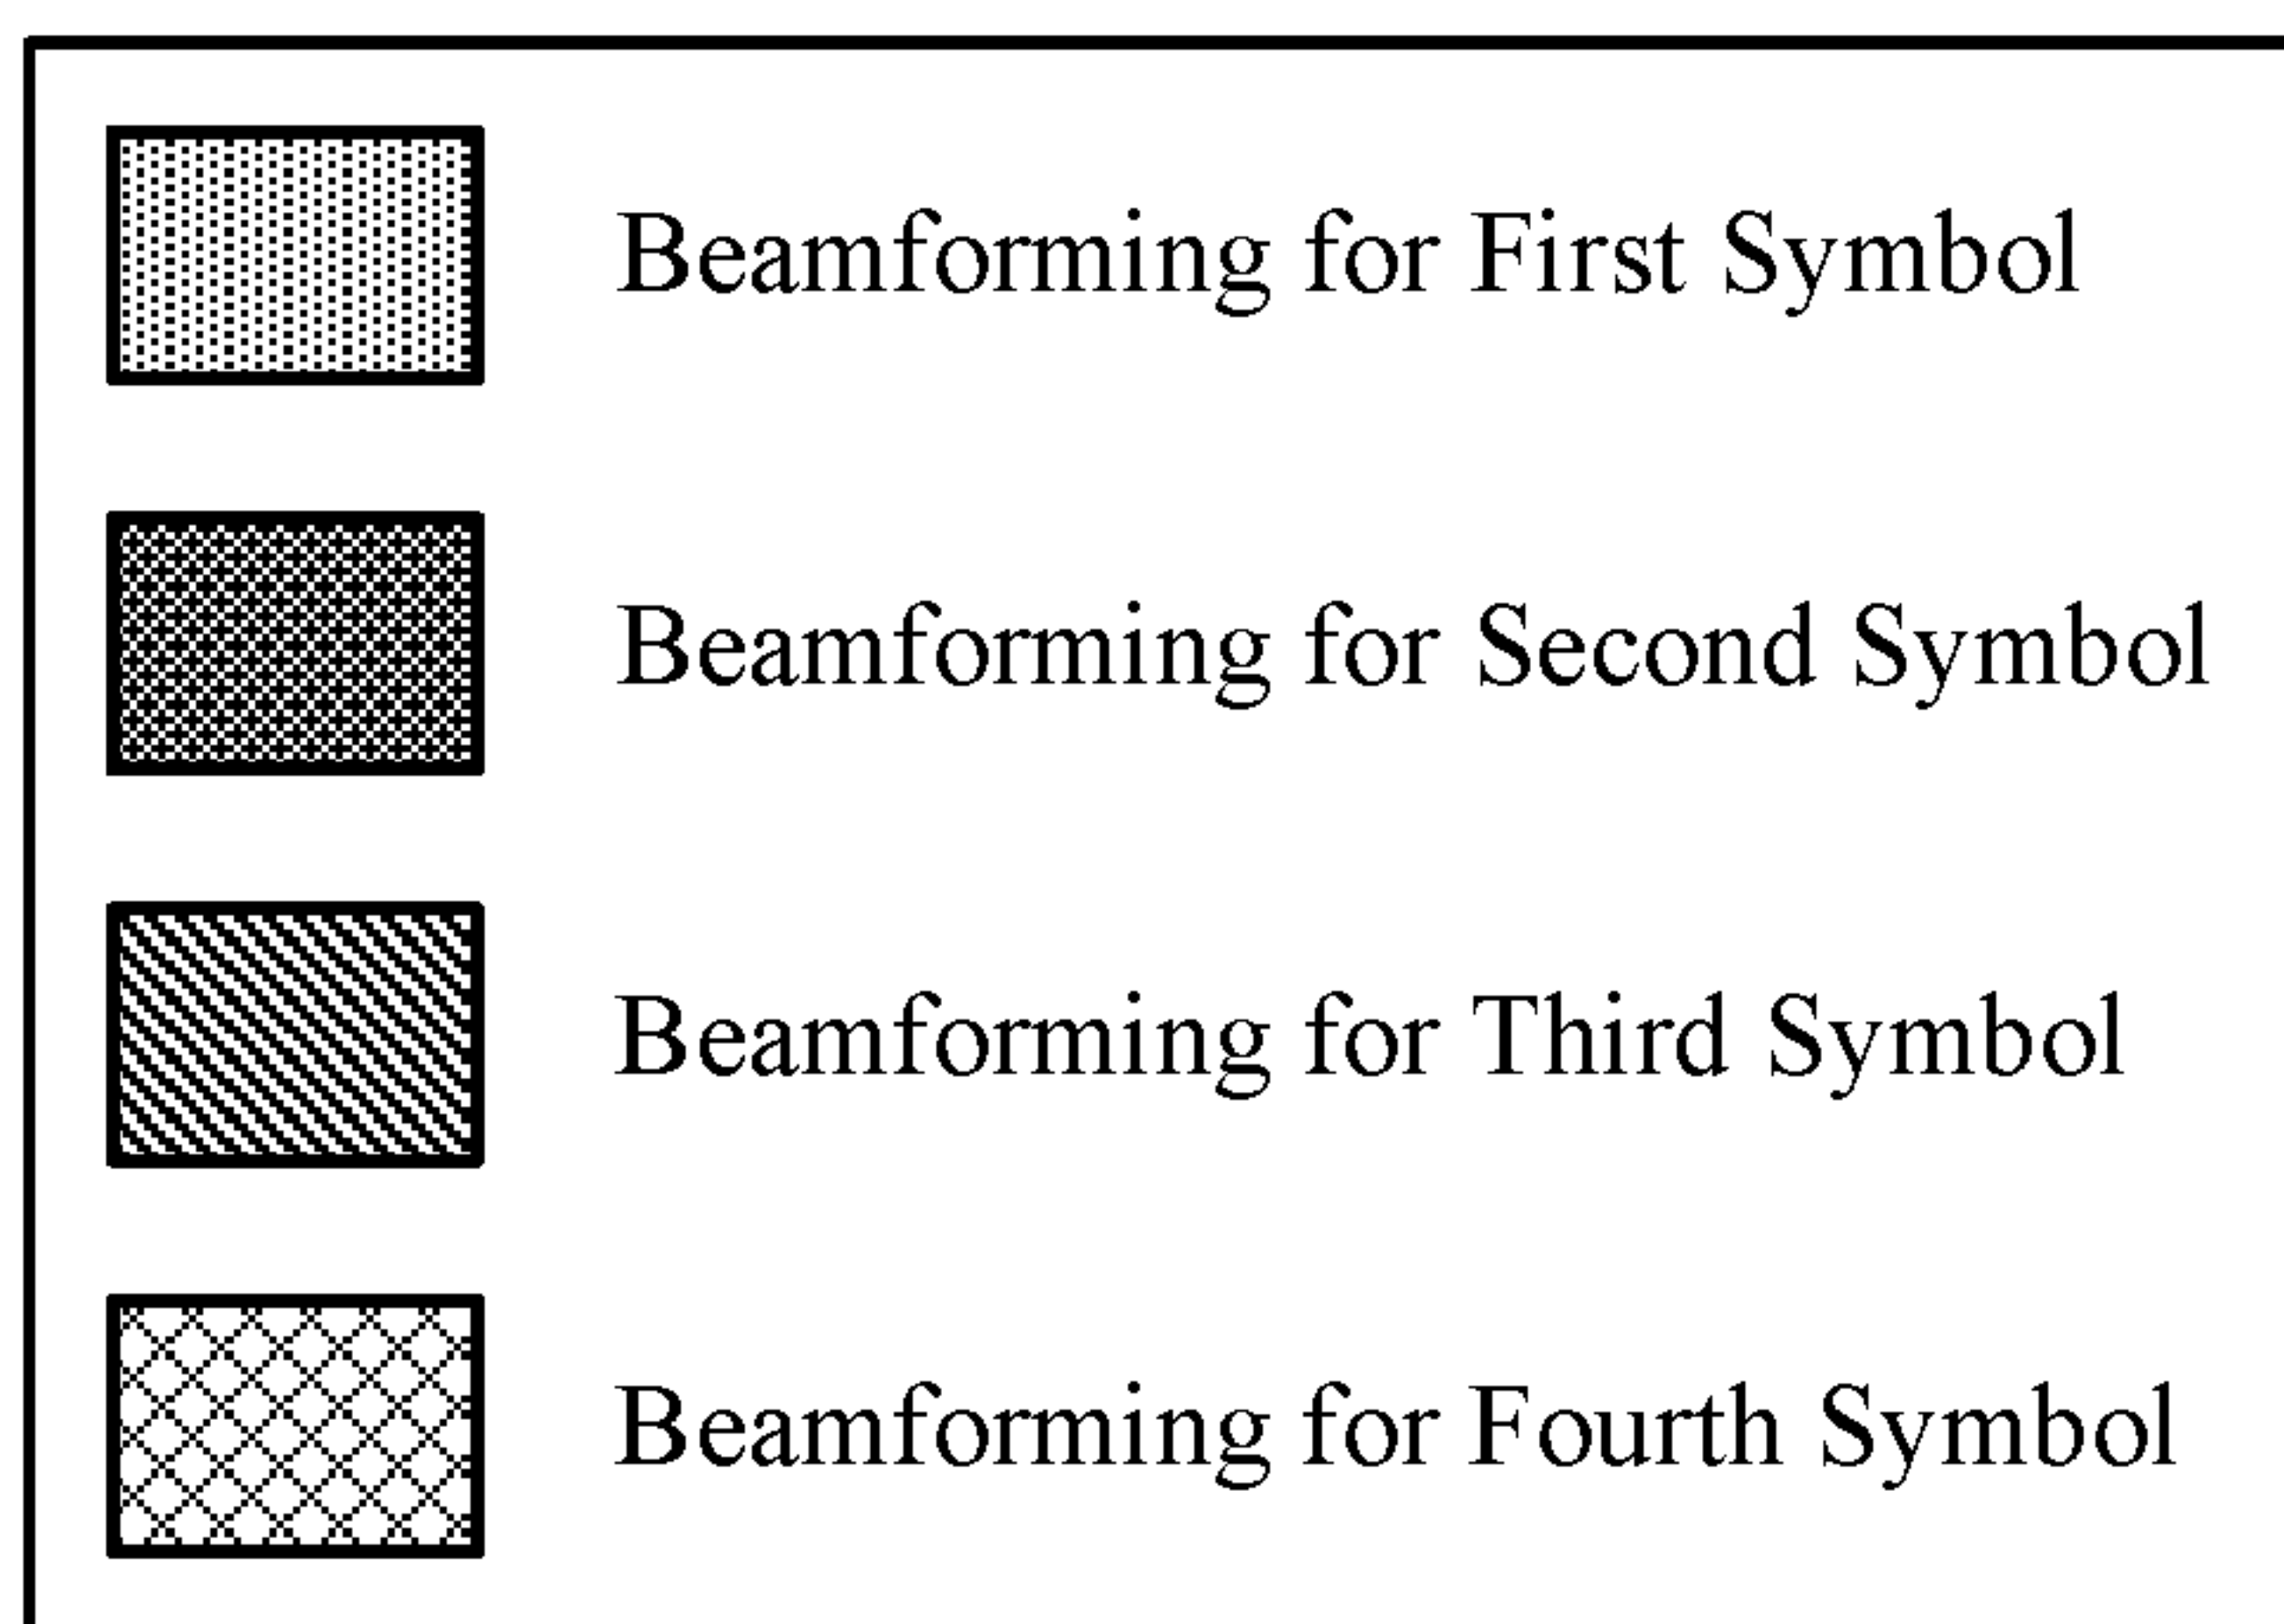 Beamforming for First Symbol
Beamforming for Second Symbol
Beamforming for Third Symbol
Beamforming for Fourth Symbol